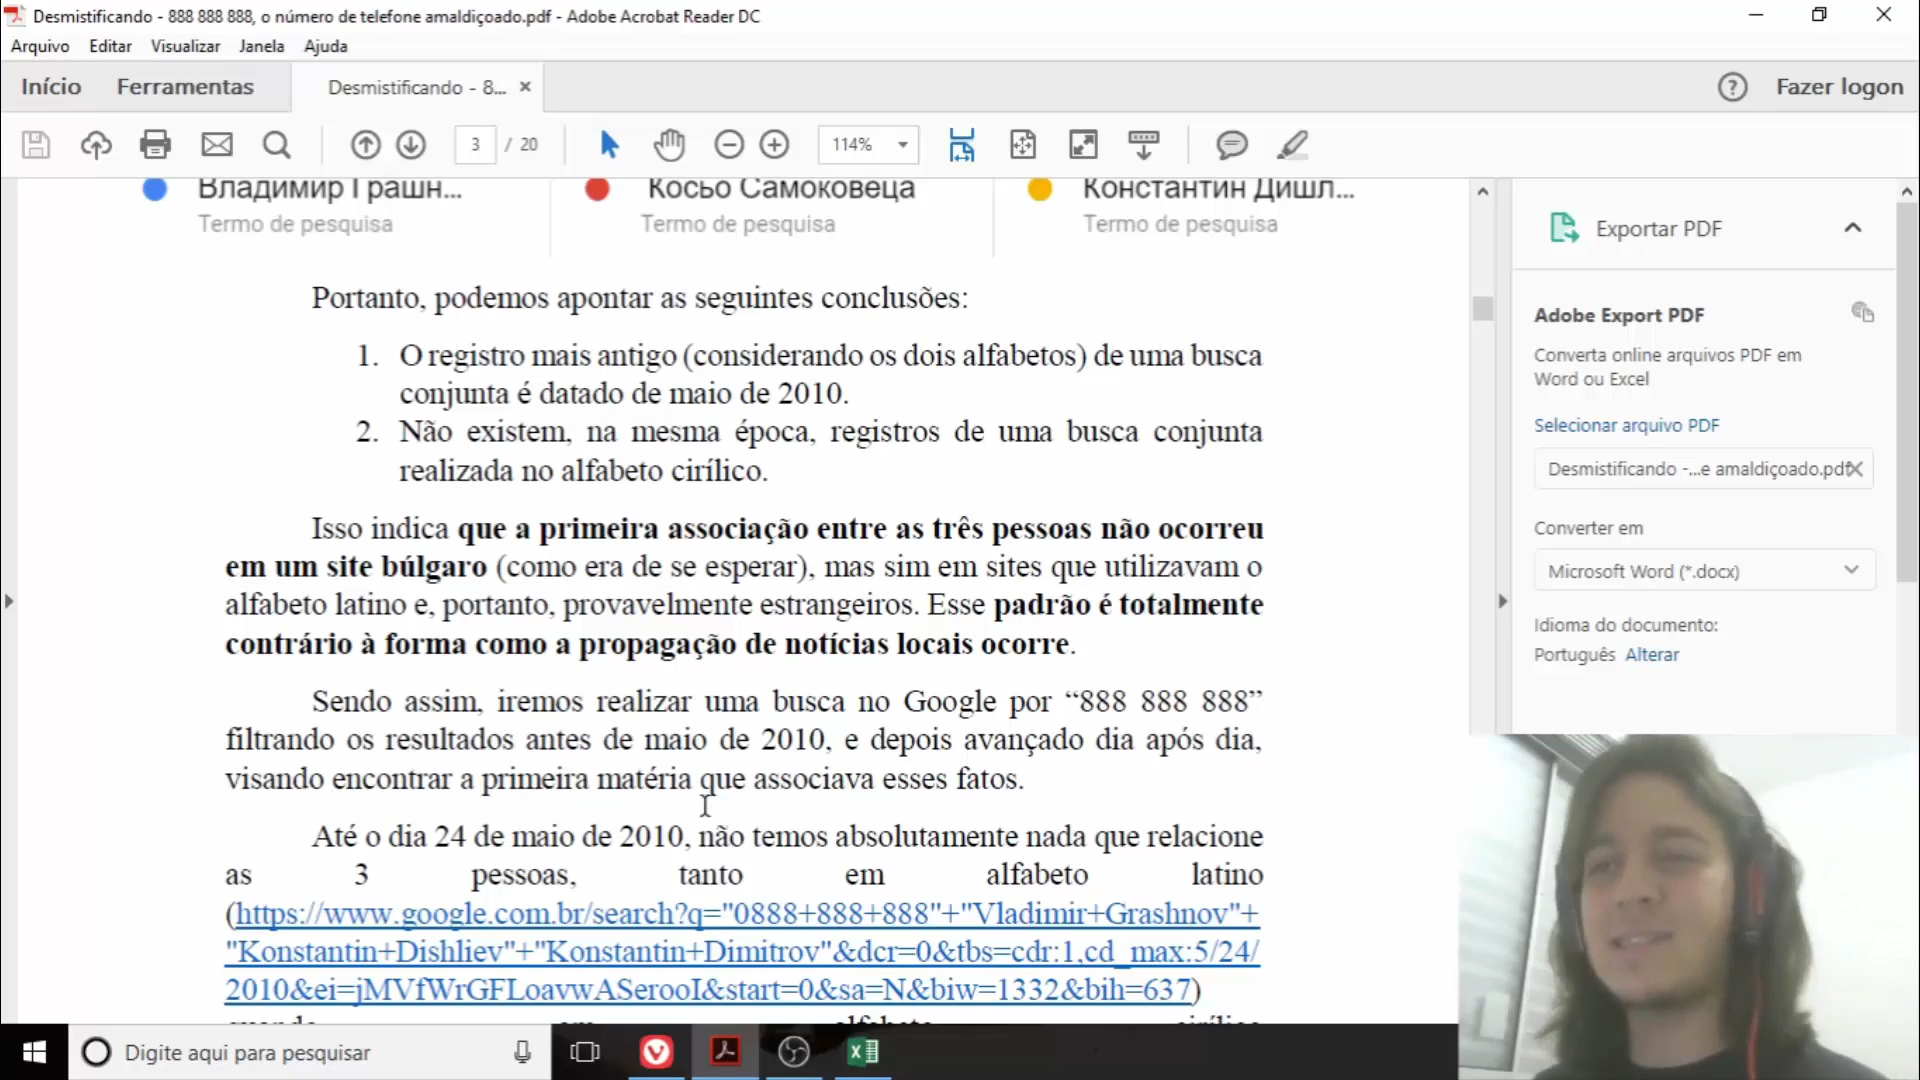 Desmistificando - 888 888 888, o número de telefone amaldiçoado.pdf - Adobe Acrobat Reader DC
Arquivo Editar Visualizar Janela Ajuda
Início Ferramentas Desmistificando - 8... × ? Fazer logon
3 / 20 114%
Владимир Грашн... Косьо Самоковеца Константин Дишл...
Termo de pesquisa Termo de pesquisa Termo de pesquisa
Portanto, podemos apontar as seguintes conclusões:
1. O registro mais antigo (considerando os dois alfabetos) de uma busca
conjunta é datado de maio de 2010.
2. Não existem, na mesma época, registros de uma busca conjunta
realizada no alfabeto cirílico.
Isso indica que a primeira associação entre as três pessoas não ocorreu
em um site búlgaro (como era de se esperar), mas sim em sites que utilizavam o
alfabeto latino e, portanto, provavelmente estrangeiros. Esse padrão é totalmente
contrário à forma como a propagação de notícias locais ocorre.
Sendo assim, iremos realizar uma busca no Google por “888 888 888”
filtrando os resultados antes de maio de 2010, e depois avançado dia após dia,
visando encontrar a primeira matéria que associava esses fatos.
Até o dia 24 de maio de 2010, não temos absolutamente nada que relacione
as 3 pessoas, tanto em alfabeto latino
(https://www.google.com.br/search?q="0888+888+888"+"Vladimir+Grashnov"+
"Konstantin+Dishliev"+"Konstantin+Dimitrov"&dcr=0&tbs=cdr:1,cd_max:5/24/
2010&ei=jMVfWrGFLoavwASerooI&start=0&sa=N&biw=1332&bih=637)
Exportar PDF
Adobe Export PDF
Converta online arquivos PDF em
Word ou Excel
Selecionar arquivo PDF
Desmistificando -...e amaldiçoado.pdf
Converter em
Microsoft Word (*.docx)
Idioma do documento:
Português Alterar
Digite aqui para pesquisar